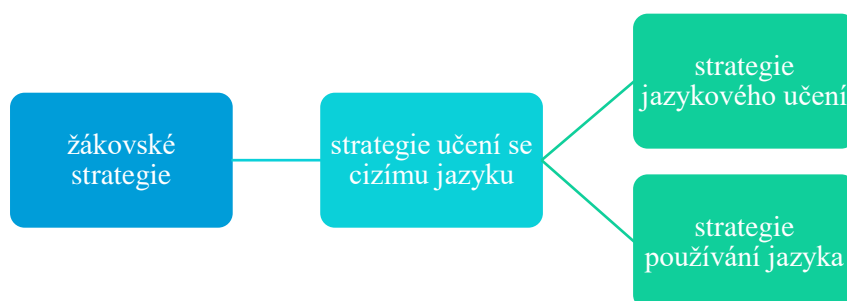 žákovské
strategie
strategie učení se
cizímu jazyku
strategie
jazykového učení
strategie
používání jazyka